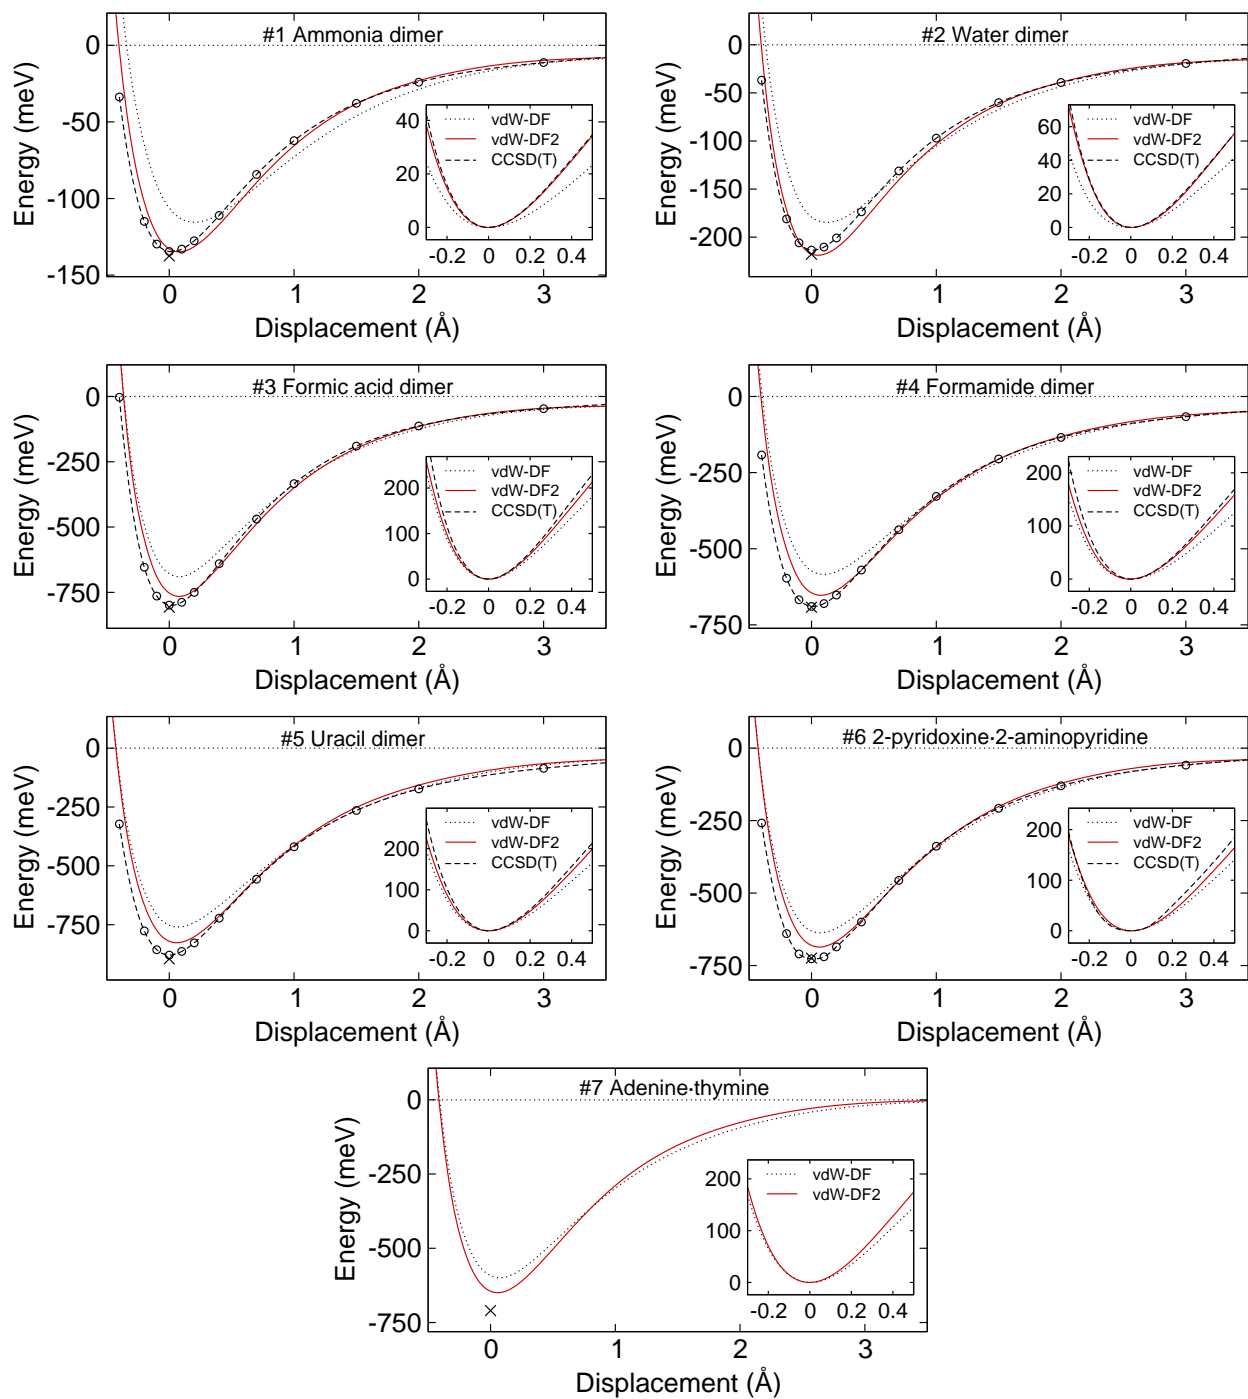 #1 Ammonia dimer
Energy (meV)
0
-50
-100
-150
0 1 2 3
Displacement (Å)
vdW-DF
vdW-DF2
CCSD(T)
40
20
0
-0.2 0 0.2 0.4
#2 Water dimer
Energy (meV)
0
-50
-100
-150
-200
0 1 2 3
Displacement (Å)
vdW-DF
vdW-DF2
CCSD(T)
60
40
20
0
-0.2 0 0.2 0.4
#3 Formic acid dimer
Energy (meV)
0
-250
-500
-750
0 1 2 3
Displacement (Å)
vdW-DF
vdW-DF2
CCSD(T)
200
100
0
-0.2 0 0.2 0.4
#4 Formamide dimer
Energy (meV)
0
-250
-500
-750
0 1 2 3
Displacement (Å)
vdW-DF
vdW-DF2
CCSD(T)
200
100
0
-0.2 0 0.2 0.4
#5 Uracil dimer
Energy (meV)
0
-250
-500
-750
0 1 2 3
Displacement (Å)
vdW-DF
vdW-DF2
CCSD(T)
200
100
0
-0.2 0 0.2 0.4
#6 2-pyridoxine·2-aminopyridine
Energy (meV)
0
-250
-500
-750
0 1 2 3
Displacement (Å)
vdW-DF
vdW-DF2
CCSD(T)
200
100
0
-0.2 0 0.2 0.4
#7 Adenine·thymine
Energy (meV)
0
-250
-500
-750
0 1 2 3
Displacement (Å)
vdW-DF
vdW-DF2
200
100
0
-0.2 0 0.2 0.4